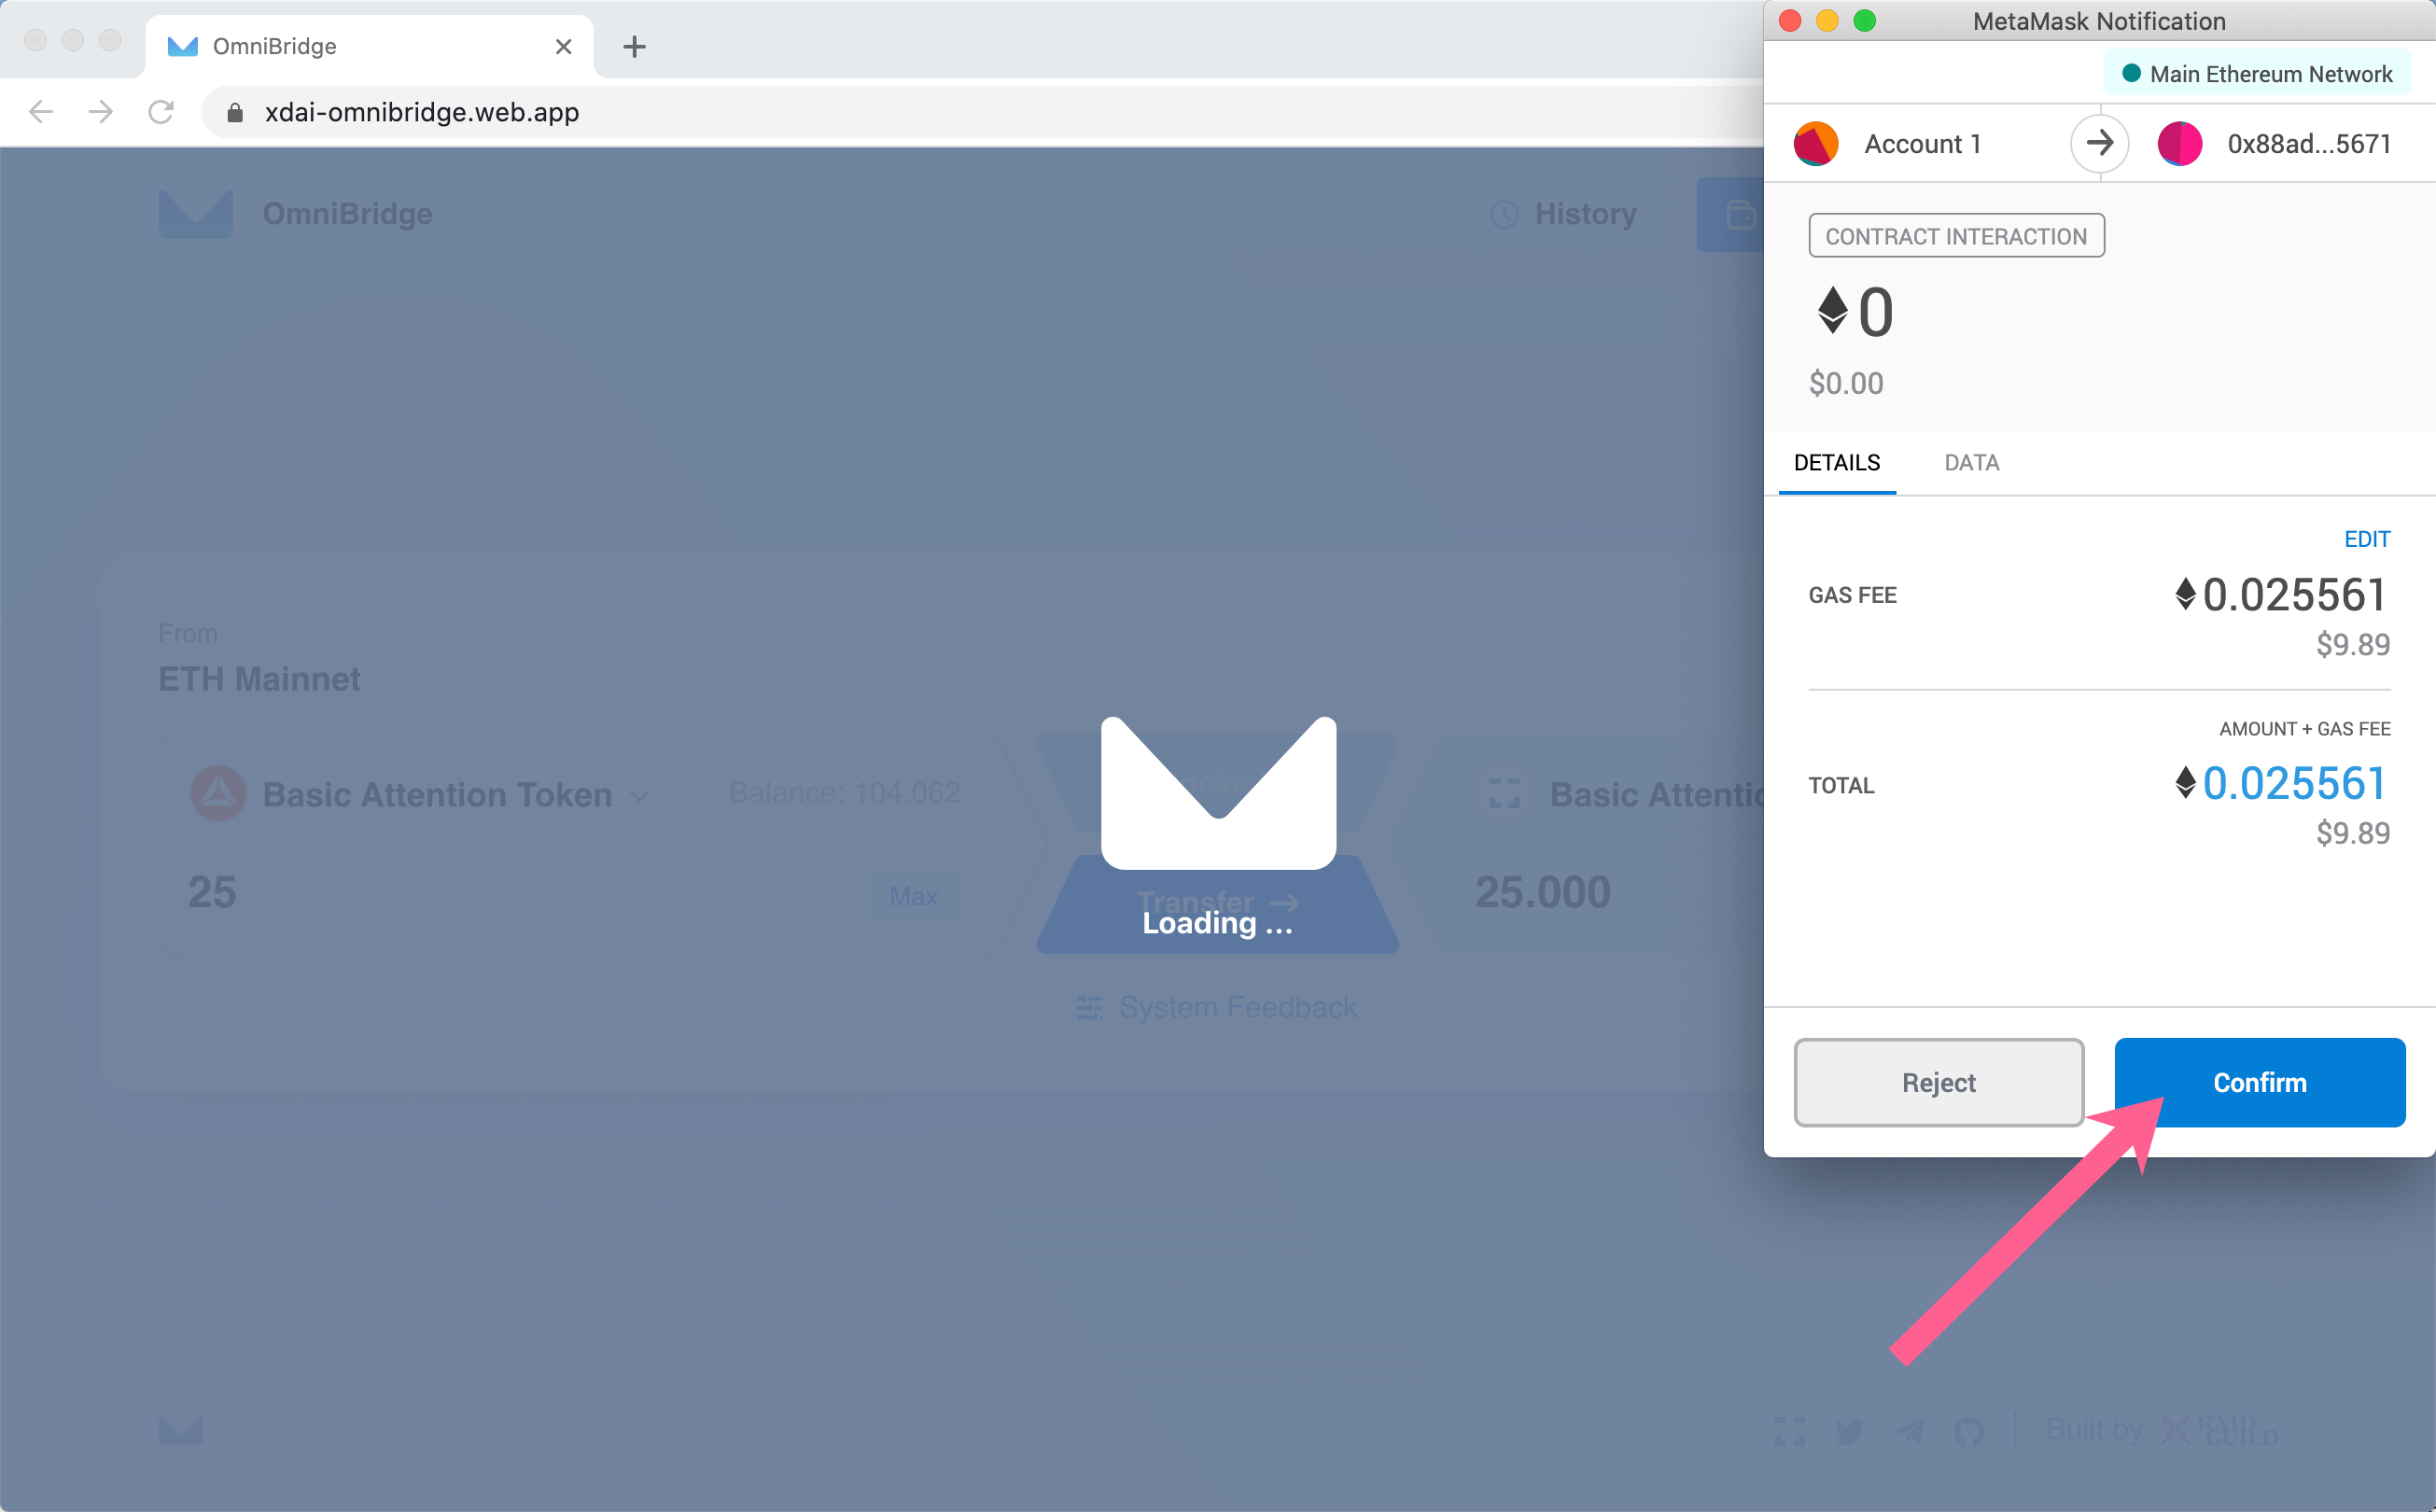 OmniBridge
xdai-omnibridge.web.app
OmniBridge
History
From
ETH Mainnet
Basic Attention Token
Balance: 104.062
25
Max
Transfer
Loading ...
Basic Attentio
25.000
System Feedback
Built by
RAID
GUILD
MetaMask Notification
Main Ethereum Network
Account 1
0x88ad...5671
CONTRACT INTERACTION
0
$0.00
DETAILS
DATA
EDIT
GAS FEE
0.025561
$9.89
AMOUNT + GAS FEE
TOTAL
0.025561
$9.89
Reject
Confirm